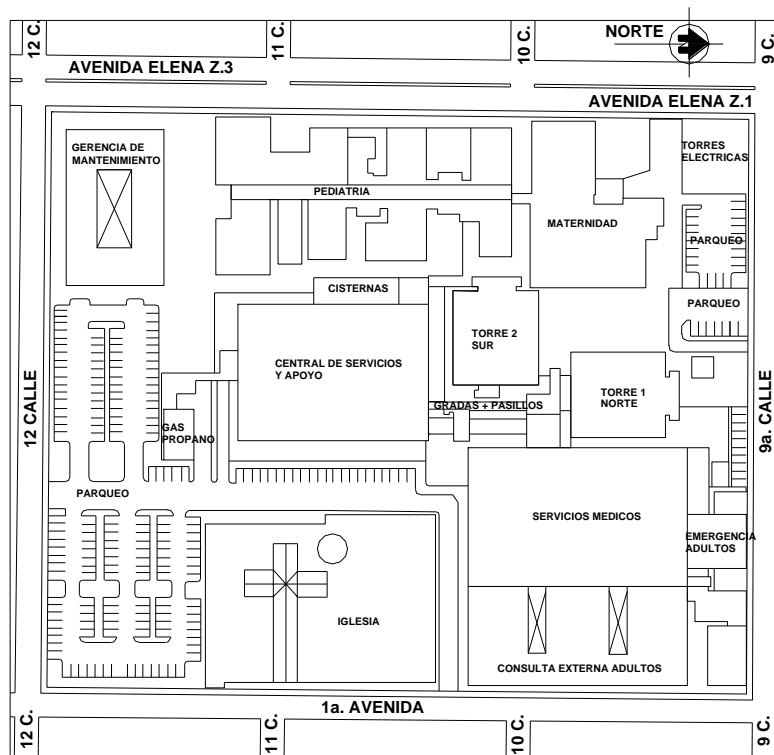 12 C.
11 C.
10 C.
NORTE
9 C.
AVENIDA ELENA Z.3
AVENIDA ELENA Z.1
GERENCIA DE
MANTENIMIENTO
TORRES
ELECTRICAS
PEDIATRIA
MATERNIDAD
PARQUEO
CISTERNAS
PARQUEO
TORRE 2
SUR
CENTRAL DE SERVICIOS
Y APOYO
TORRE 1
NORTE
12 CALLE
9a. CALLE
GRADAS + PASILLOS
GAS
PROPANO
PARQUEO
SERVICIOS MEDICOS
EMERGENCIA
ADULTOS
IGLESIA
CONSULTA EXTERNA ADULTOS
1a. AVENIDA
12 C.
11 C.
10 C.
9 C.